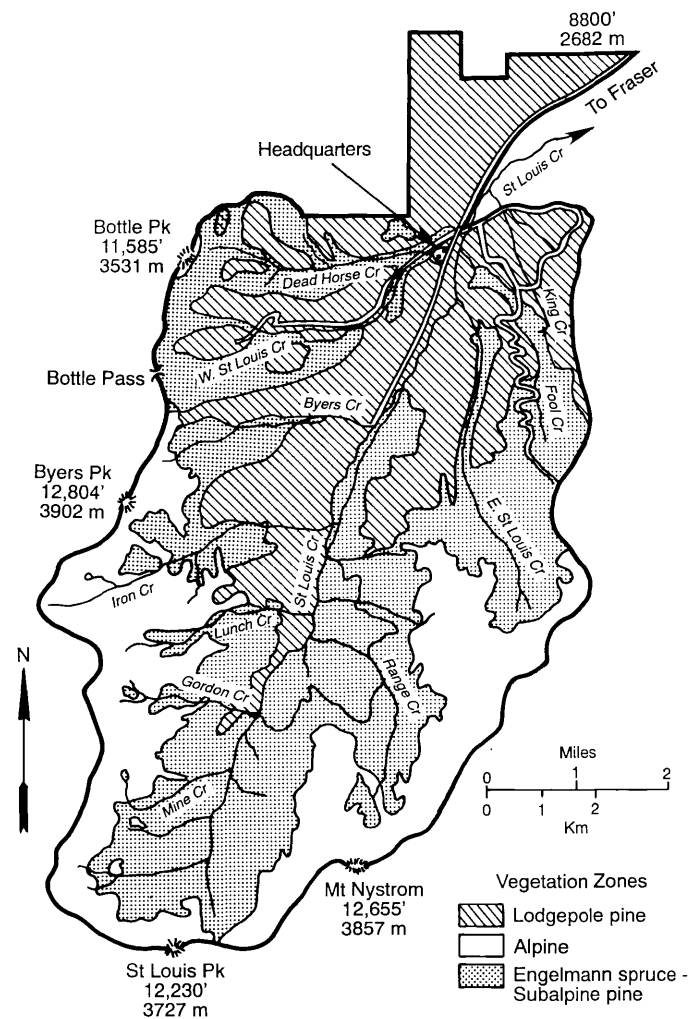 8800'
2682 m
To Fraser
St Louis Cr
Headquarters
Bottle Pk
11,585'
3531 m
Dead Horse Cr
King Cr
W. St Louis Cr
Bottle Pass
Byers Cr
Fool Cr
Byers Pk
12,804'
3902 m
E. St Louis Cr
St Louis Cr
Iron Cr
Lunch Cr
N
Gordon Cr
Range Cr
Miles
0 1 2
Mine Cr
0 1 2
Km
Mt Nystrom
12,655'
3857 m
Vegetation Zones
Lodgepole pine
Alpine
Engelmann spruce -
Subalpine pine
St Louis Pk
12,230'
3727 m